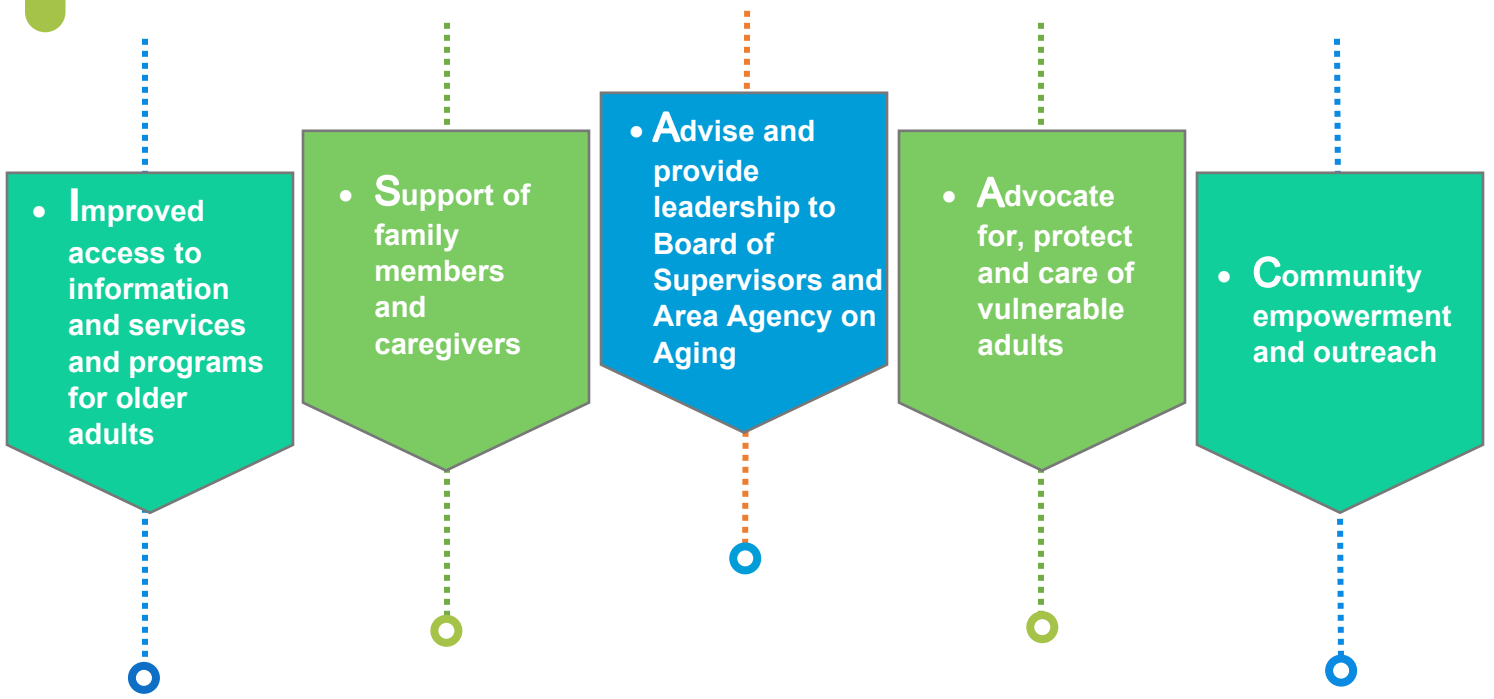 • Improved
access to
information
and services
and programs
for older
adults
• Support of
family
members
and
caregivers
• Advise and
provide
leadership to
Board of
Supervisors and
Area Agency on
Aging
• Advocate
for, protect
and care of
vulnerable
adults
• Community
empowerment
and outreach